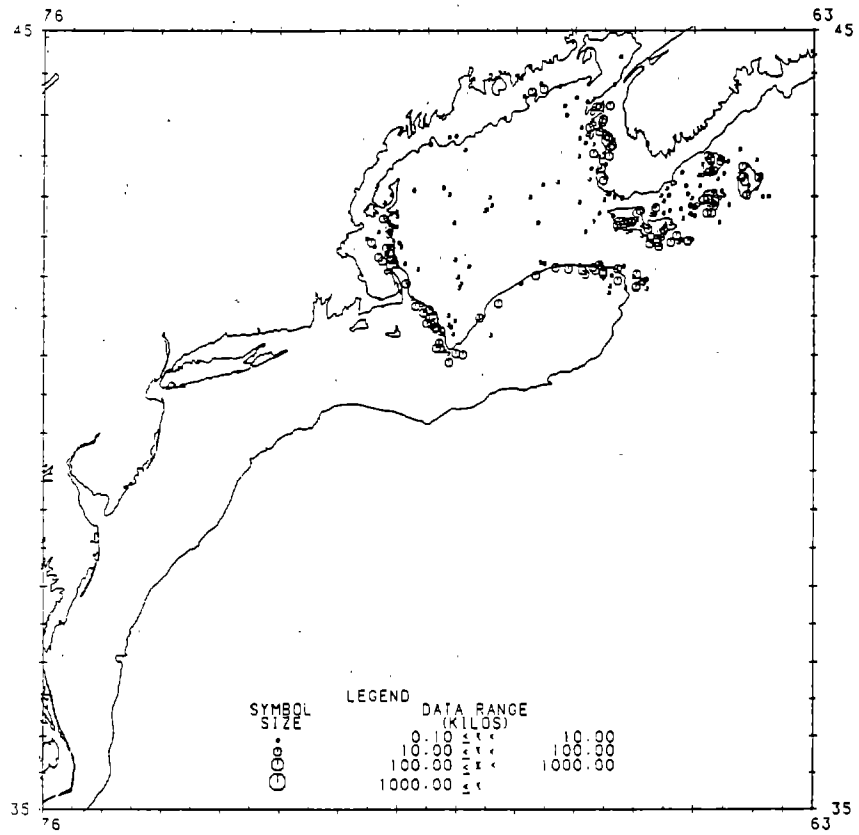 76 63
45 45
LEGEND
SYMBOL DATA RANGE
SIZE (KILOS)
0.10 ≤ x < 10.00
10.00 ≤ x < 100.00
100.00 ≤ x < 1000.00
1000.00 ≤ x
35 35
76 63